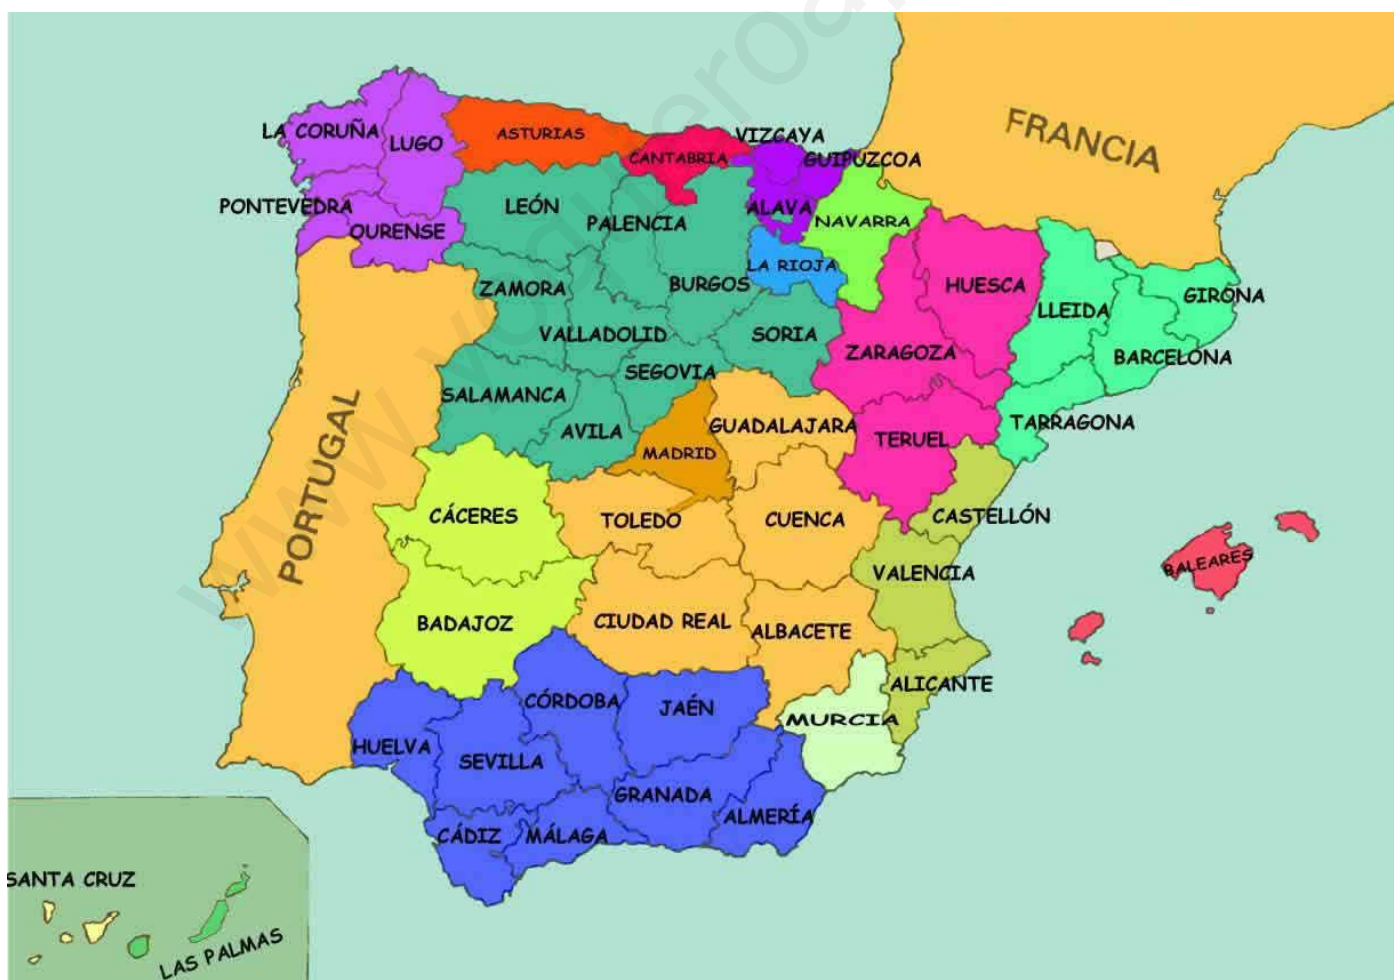 www.yoquieroa
FRANCIA
LA CORUÑA
LUGO
ASTURIAS
CANTABRIA
VIZCAYA
GUIPUZCOA
PONTEVEDRA
OURENSE
LEÓN
PALENCIA
ALAVA
NAVARRA
ZAMORA
BURGOS
LA RIOJA
HUESCA
LLEIDA
GIRONA
VALLADOLID
SORIA
ZARAGOZA
BARCELONA
SALAMANCA
SEGOVIA
AVILA
MADRID
GUADALAJARA
TERUEL
TARRAGONA
PORTUGAL
CÁCERES
TOLEDO
CUENCA
CASTELLÓN
VALENCIA
BALEARES
BADAJOZ
CIUDAD REAL
ALBACETE
ALICANTE
CÓRDOBA
JAÉN
MURCIA
HUELVA
SEVILLA
GRANADA
ALMERÍA
CÁDIZ
MÁLAGA
SANTA CRUZ
LAS PALMAS